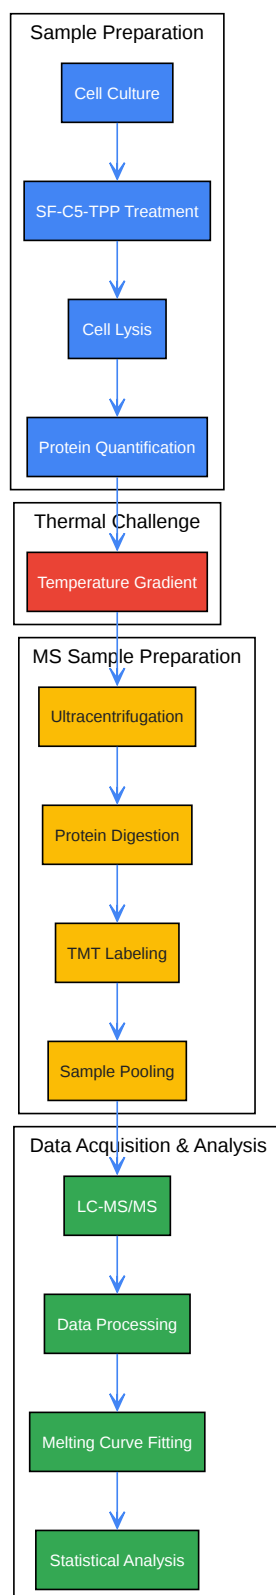 Sample Preparation
Cell Culture
SF-C5-TPP Treatment
Cell Lysis
Protein Quantification
Thermal Challenge
Temperature Gradient
MS Sample Preparation
Ultracentrifugation
Protein Digestion
TMT Labeling
Sample Pooling
Data Acquisition & Analysis
LC-MS/MS
Data Processing
Melting Curve Fitting
Statistical Analysis